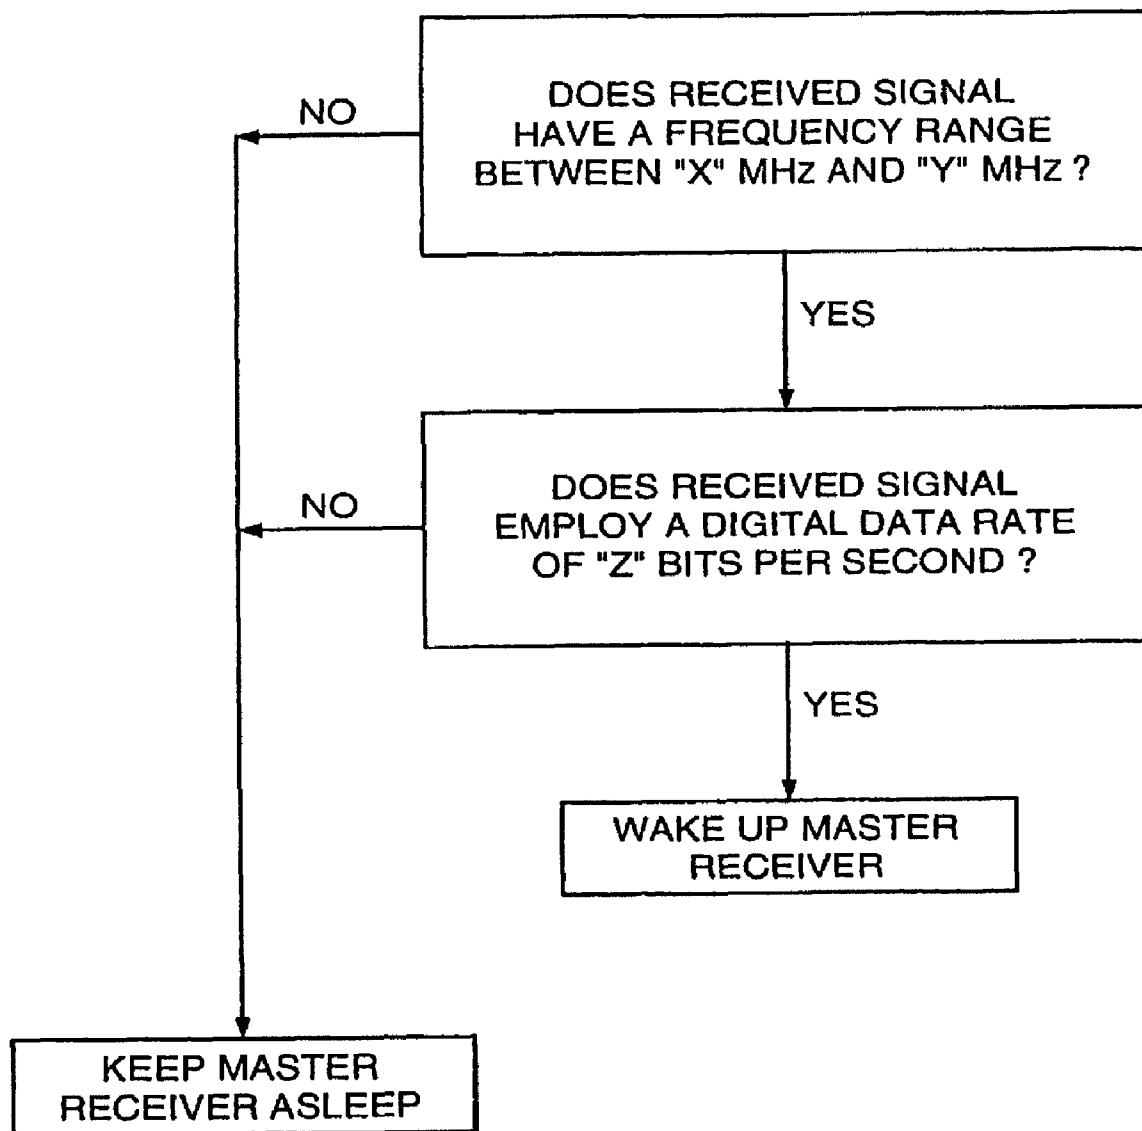 DOES RECEIVED SIGNAL
HAVE A FREQUENCY RANGE
BETWEEN "X" MHz AND "Y" MHz ?
NO
YES
DOES RECEIVED SIGNAL
EMPLOY A DIGITAL DATA RATE
OF "Z" BITS PER SECOND ?
NO
YES
WAKE UP MASTER
RECEIVER
KEEP MASTER
RECEIVER ASLEEP